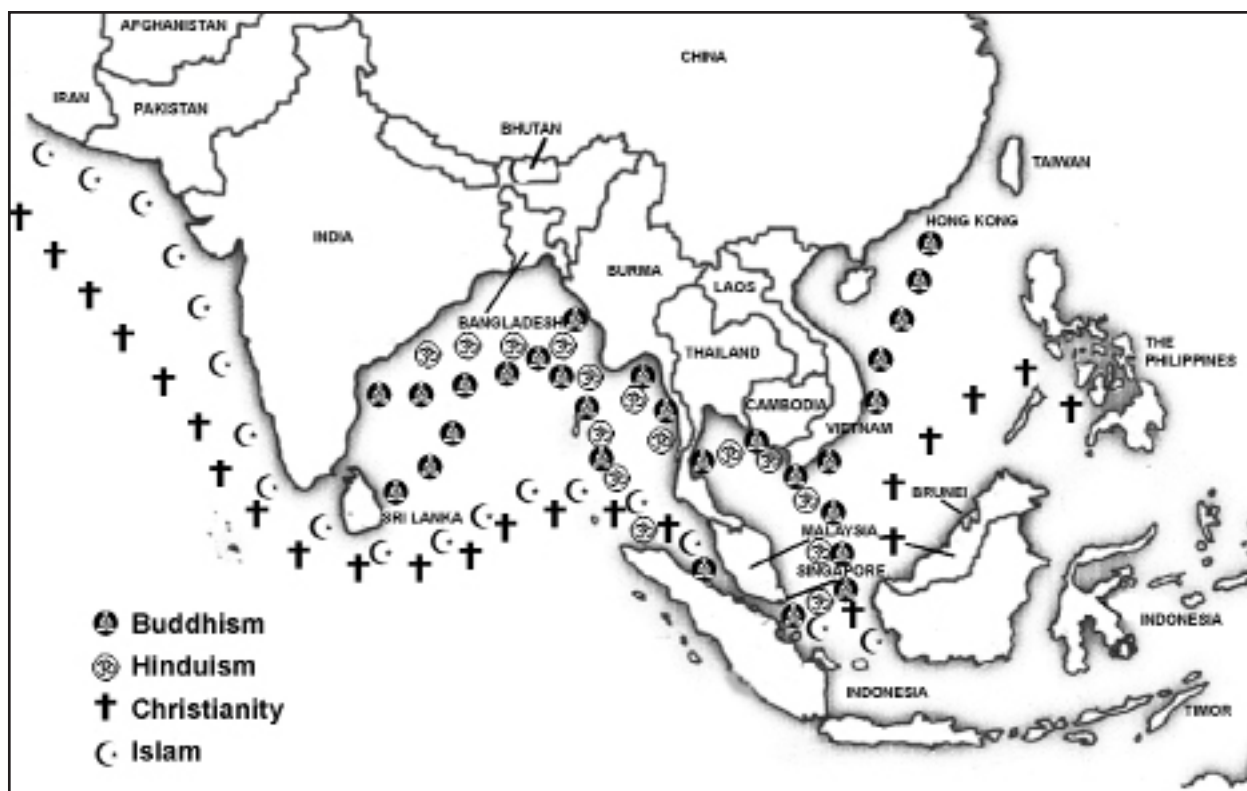 AFGHANISTAN
CHINA
IRAN
PAKISTAN
BHUTAN
TAIWAN
HONG KONG
INDIA
BURMA
LAOS
BANGLADESH
THAILAND
THE
PHILIPPINES
CAMBODIA
VIETNAM
BRUNEI
SRI LANKA
MALAYSIA
SINGAPORE
INDONESIA
INDONESIA
TIMOR
Buddhism
Hinduism
Christianity
Islam